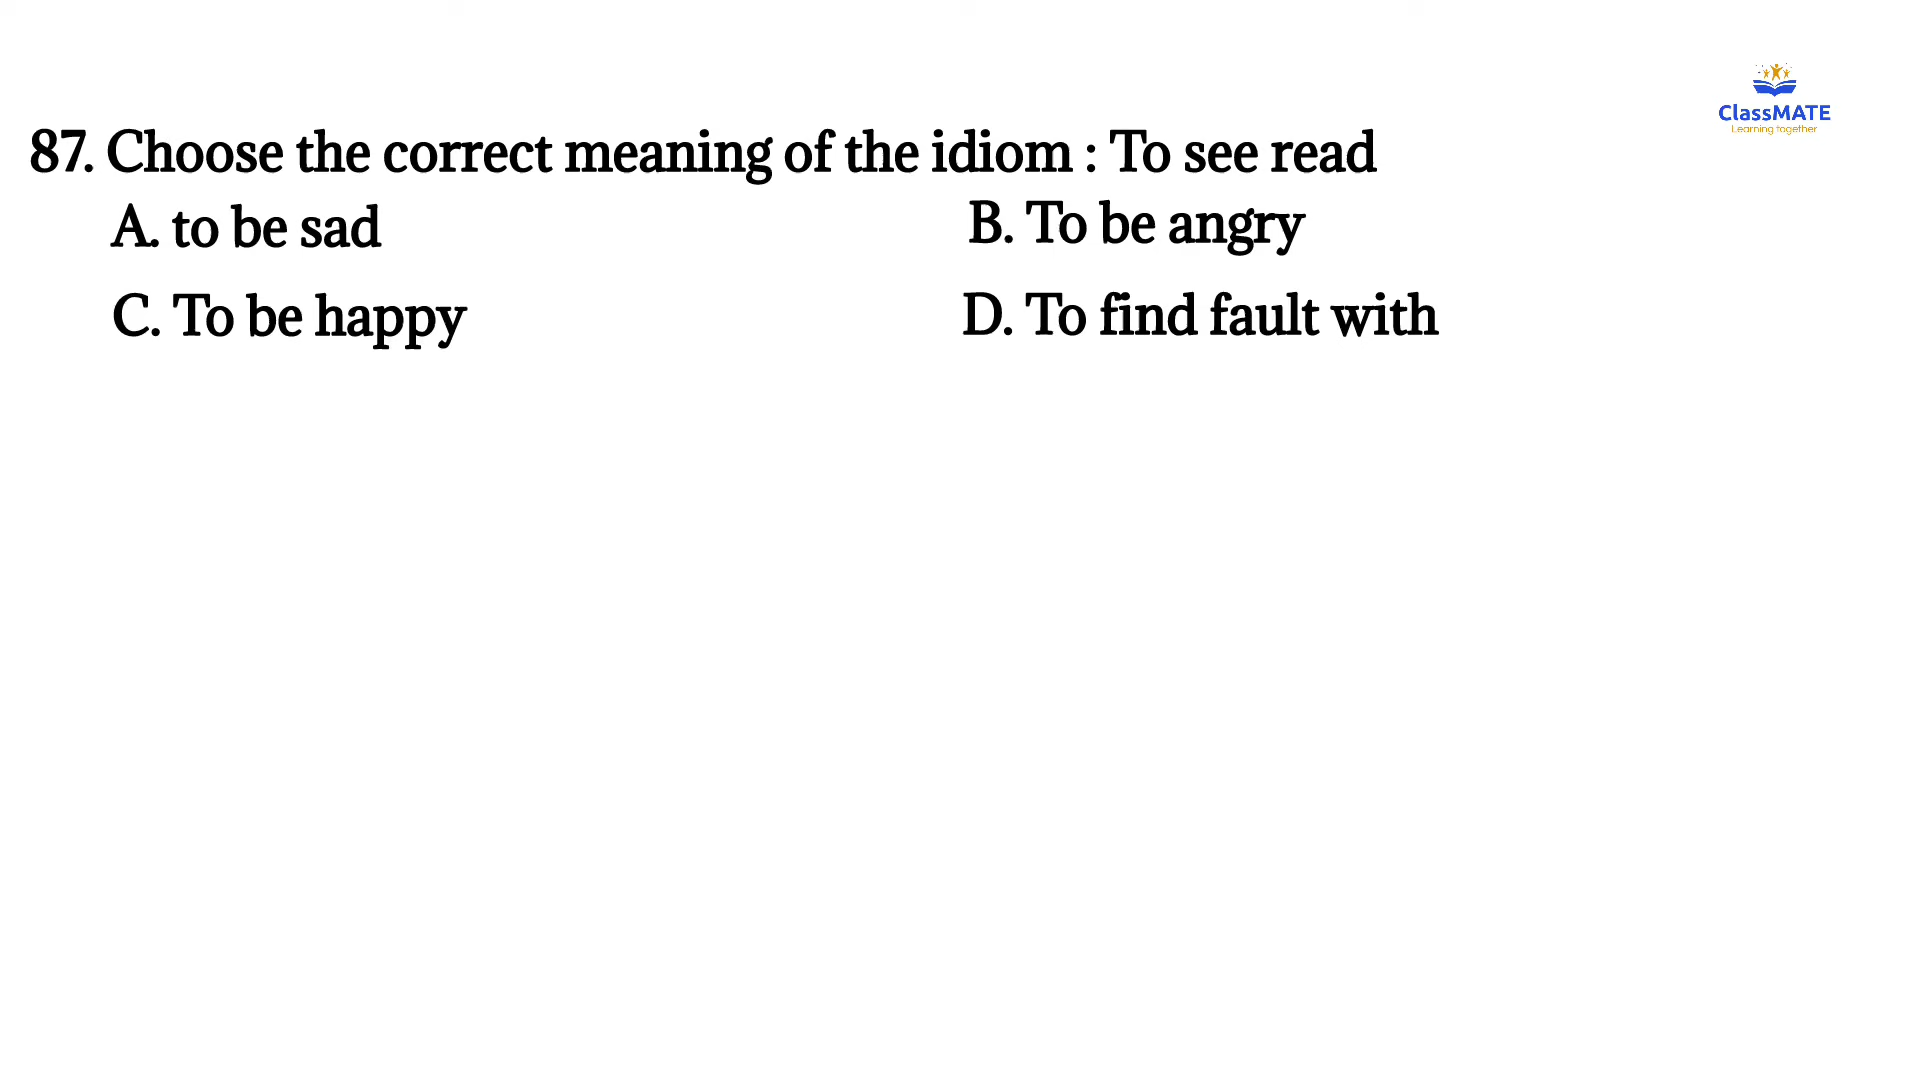 ClassMATE
Learning together
87. Choose the correct meaning of the idiom : To see read
A. to be sad
B. To be angry
C. To be happy
D. To find fault with